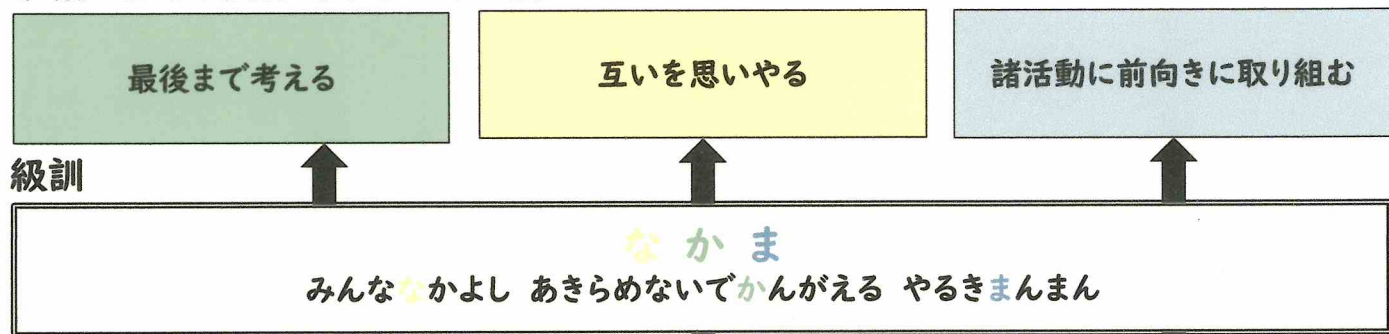 最後まで考える
互いを思いやる
諸活動に前向きに取り組む
級訓
なかま
みんななかよし あきらめないでかんがえる やるきまんまん